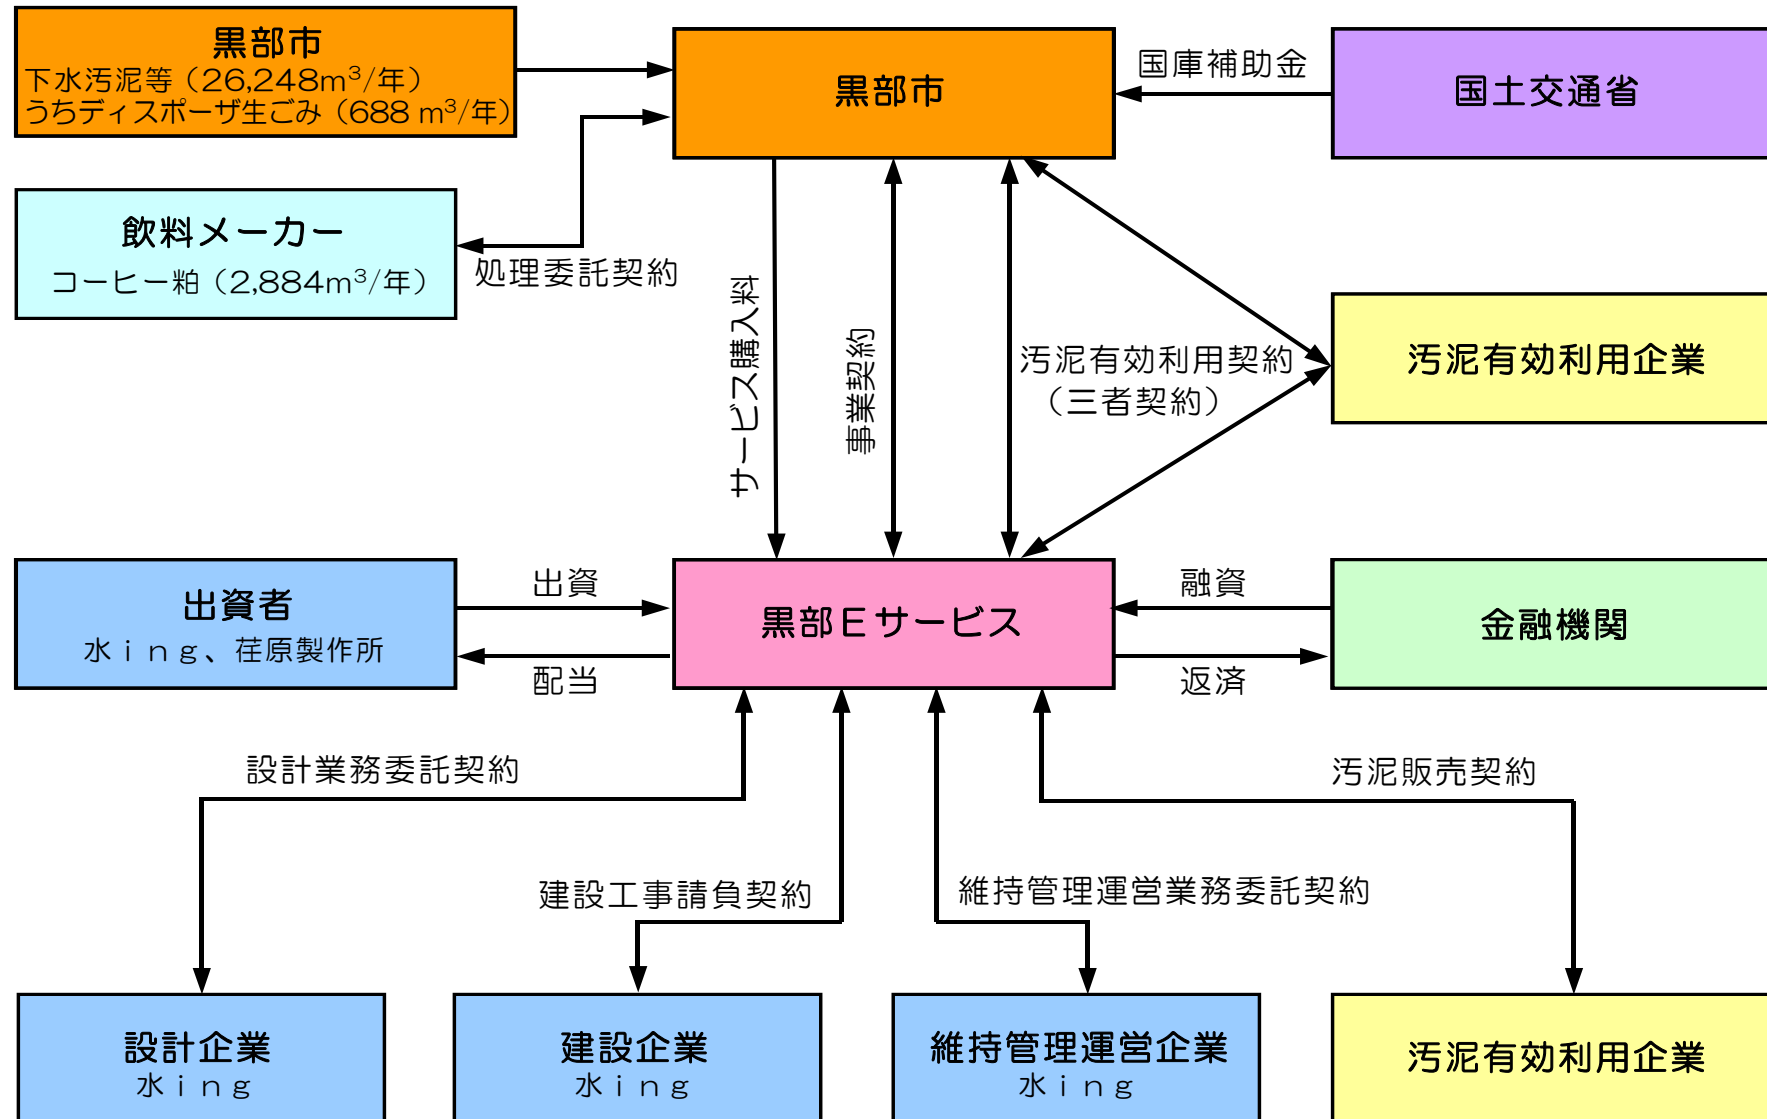 黒部市
下水汚泥等（26,248m³/年）
うちディスポーザ生ごみ（688 m³/年）
黒部市
国庫補助金
国土交通省
飲料メーカー
コーヒー粕（2,884m³/年）
処理委託契約
サービス購入料
事業契約
汚泥有効利用契約
（三者契約）
汚泥有効利用企業
出資者
水ｉｎｇ、荏原製作所
出資
配当
黒部Ｅサービス
融資
返済
金融機関
設計業務委託契約
汚泥販売契約
建設工事請負契約
維持管理運営業務委託契約
設計企業
水ｉｎｇ
建設企業
水ｉｎｇ
維持管理運営企業
水ｉｎｇ
汚泥有効利用企業